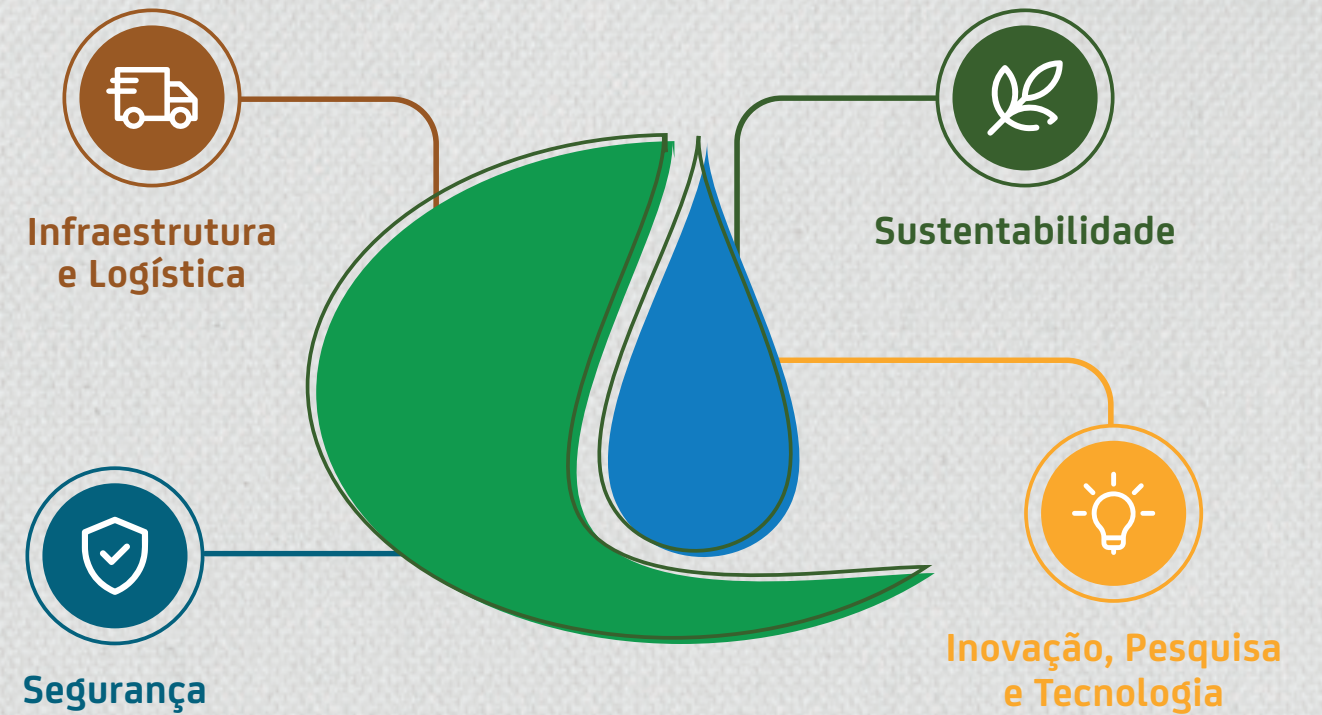 Infraestrutura
e Logística
Sustentabilidade
Segurança
Inovação, Pesquisa
e Tecnologia